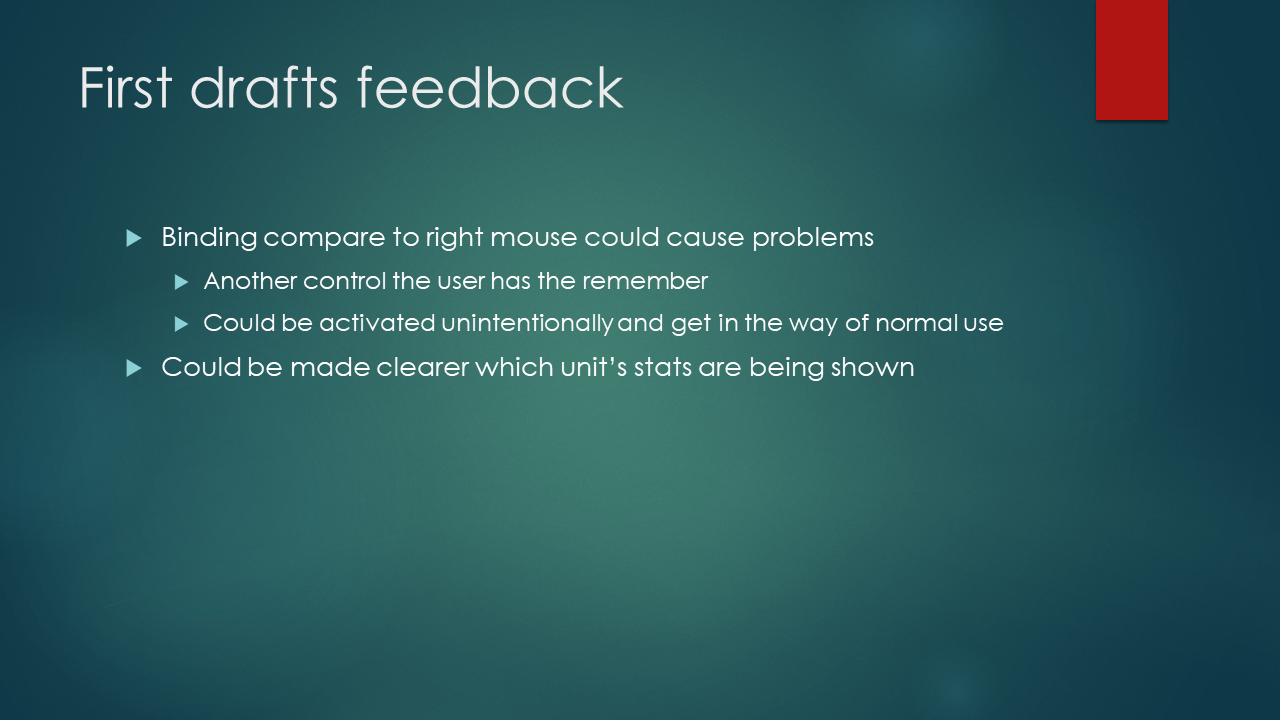 First drafts feedback
Binding compare to right mouse could cause problems
Another control the user has the remember
Could be activated unintentionally and get in the way of normal use
Could be made clearer which unit’s stats are being shown